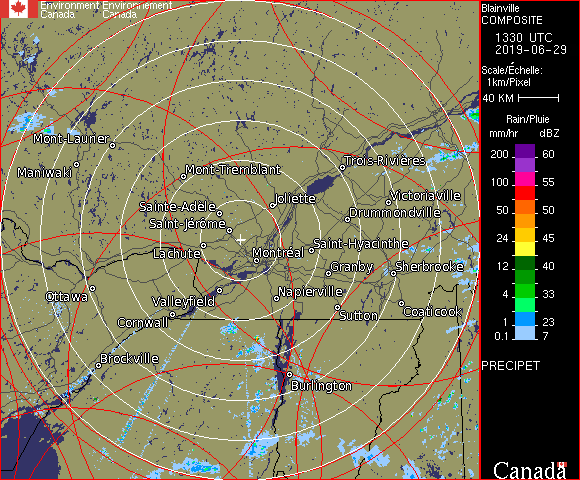 Environment Environnement
Canada Canada
Blainville
COMPOSITE
1330 UTC
2019-06-29
Scale/Échelle:
1km/Pixel
40 KM
Rain/Pluie
mm/hr dBZ
200 60
100 55
50 50
24 45
12 40
4 33
1 23
0.1 7
PRECIPET
Canada
Mont-Laurier
Maniwaki
Mont-Tremblant
Trois-Rivières
Sainte-Adèle
Joliette
Victoriaville
Saint-Jérôme
Drummondville
Lachute
Montréal
Saint-Hyacinthe
Granby
Sherbrooke
Ottawa
Valleyfield
Napierville
Cornwall
Sutton
Coaticook
Brockville
Burlington